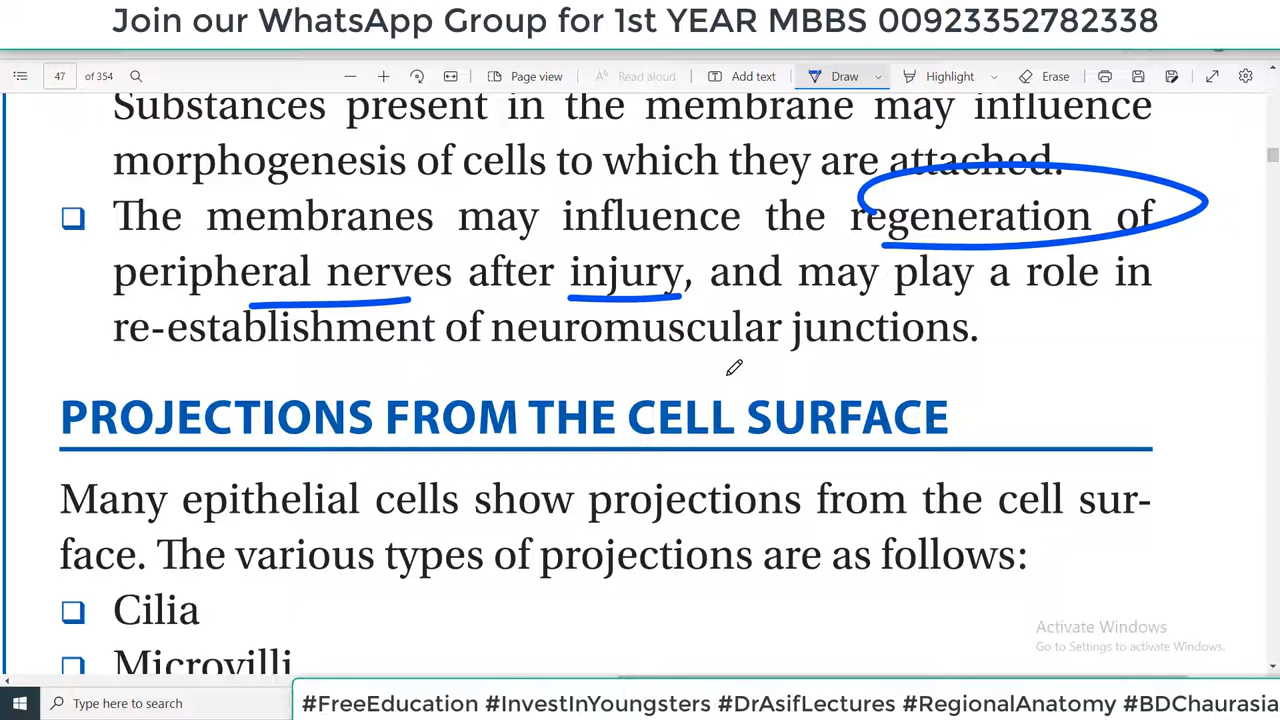 Join our WhatsApp Group for 1st YEAR MBBS 00923352782338
47 of 354 Page view Read aloud Add text Draw Highlight Erase
Substances present in the membrane may influence
morphogenesis of cells to which they are attached.
The membranes may influence the regeneration of
peripheral nerves after injury, and may play a role in
re-establishment of neuromuscular junctions.
PROJECTIONS FROM THE CELL SURFACE
Many epithelial cells show projections from the cell sur-
face. The various types of projections are as follows:
Cilia
Microvilli
Activate Windows
Go to Settings to activate Windows.
Type here to search
#FreeEducation #InvestInYoungsters #DrAsifLectures #RegionalAnatomy #BDChaurasia